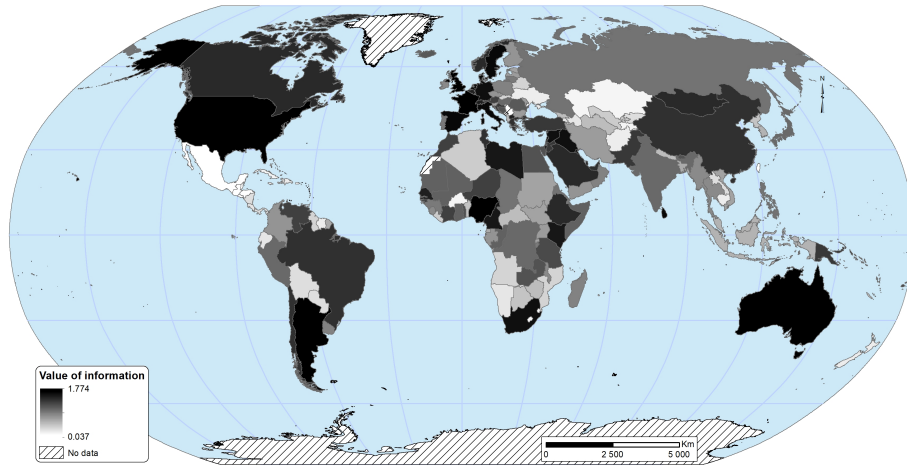 N
Value of information
1.774
0.037
No data
Km
0 2 500 5 000